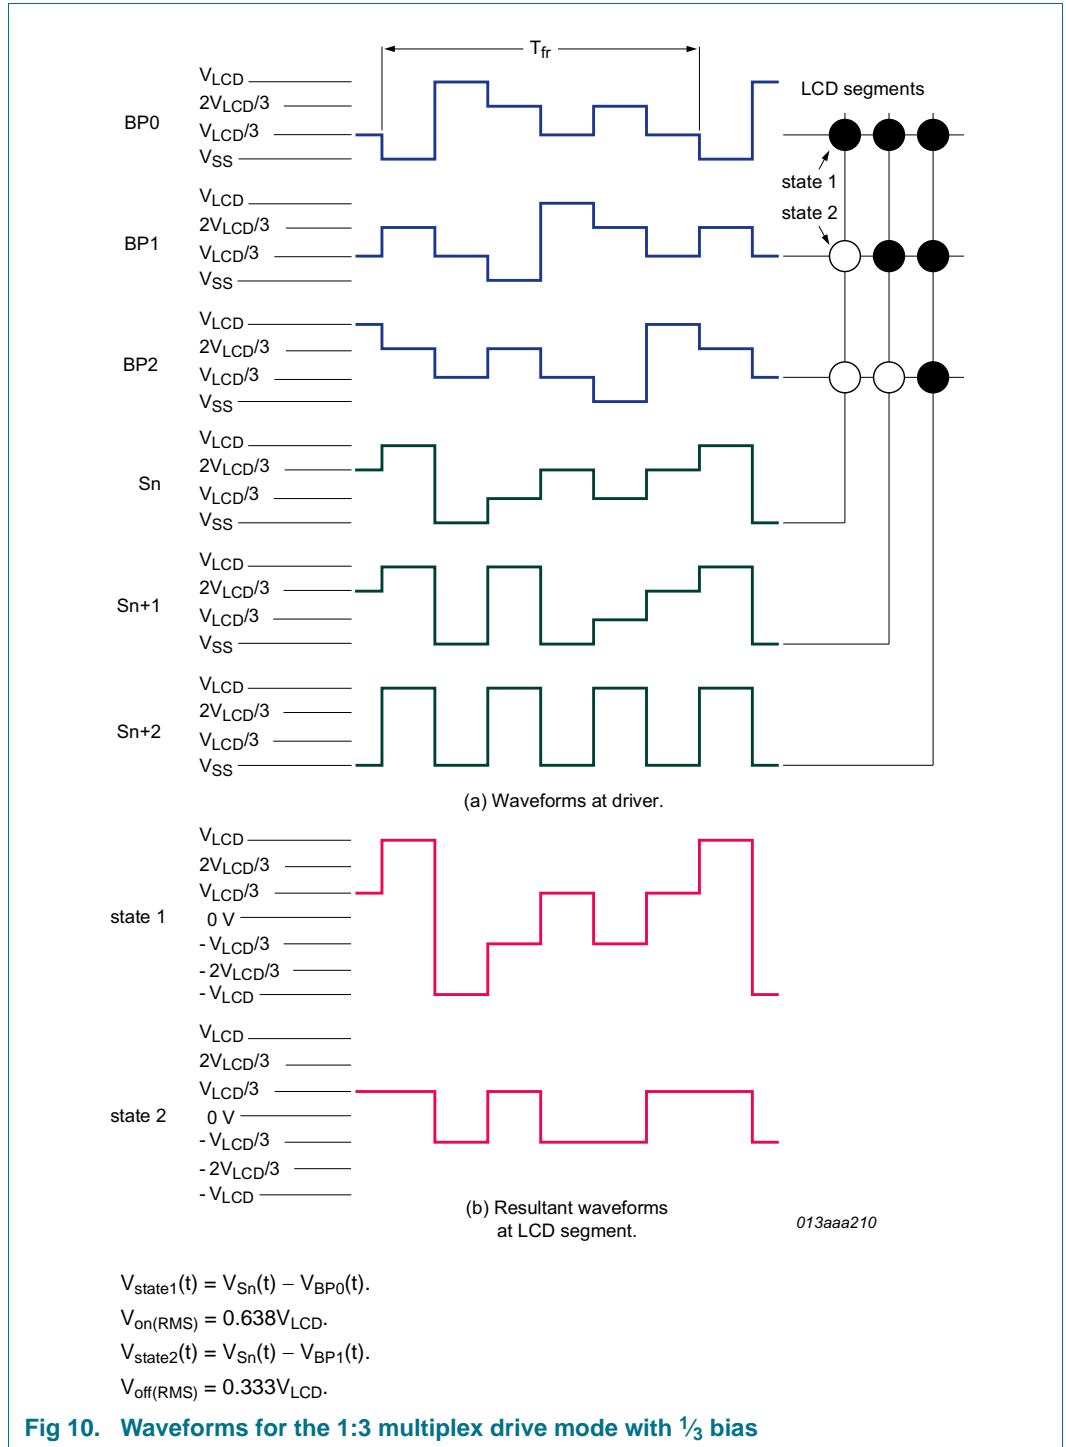 Tfr
BP0
VLCD
2VLCD/3
VLCD/3
VSS
LCD segments
state 1
state 2
BP1
VLCD
2VLCD/3
VLCD/3
VSS
BP2
VLCD
2VLCD/3
VLCD/3
VSS
Sn
VLCD
2VLCD/3
VLCD/3
VSS
Sn+1
VLCD
2VLCD/3
VLCD/3
VSS
Sn+2
VLCD
2VLCD/3
VLCD/3
VSS
(a) Waveforms at driver.
state 1
VLCD
2VLCD/3
VLCD/3
0 V
- VLCD/3
- 2VLCD/3
- VLCD
state 2
VLCD
2VLCD/3
VLCD/3
0 V
- VLCD/3
- 2VLCD/3
- VLCD
(b) Resultant waveforms
at LCD segment.
013aaa210
Vstate1(t) = VSn(t) − VBP0(t).
Von(RMS) = 0.638VLCD.
Vstate2(t) = VSn(t) − VBP1(t).
Voff(RMS) = 0.333VLCD.
Fig 10. Waveforms for the 1:3 multiplex drive mode with 1⁄3 bias